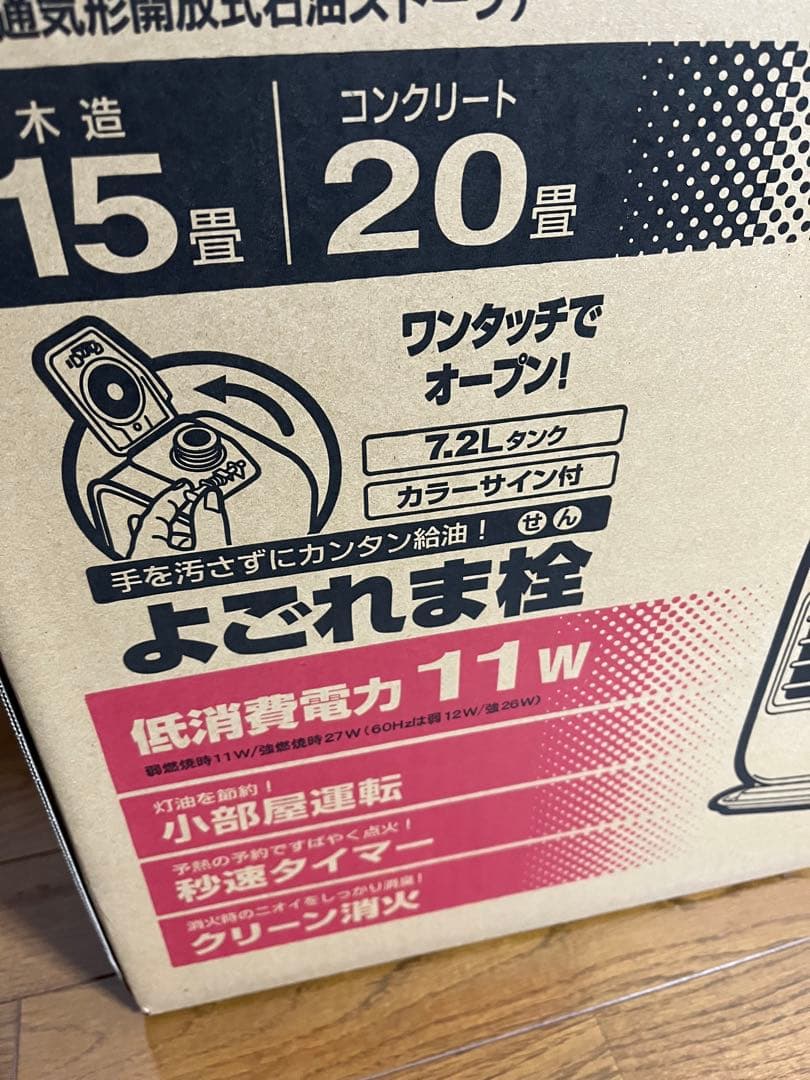 通気形開放式石油ストーブ)
木造
15畳
コンクリート
20畳
ワンタッチで
オープン!
7.2Lタンク
カラーサイン付
手を汚さずにカンタン給油!
せん
よごれま栓
低消費電力 11W
弱燃焼時11W/強燃焼時27W(60Hzは弱12W/強26W)
灯油を節約!
小部屋運転
予熱の予約ですばやく点火!
秒速タイマー
消火時のニオイをしっかり消臭!
クリーン消火